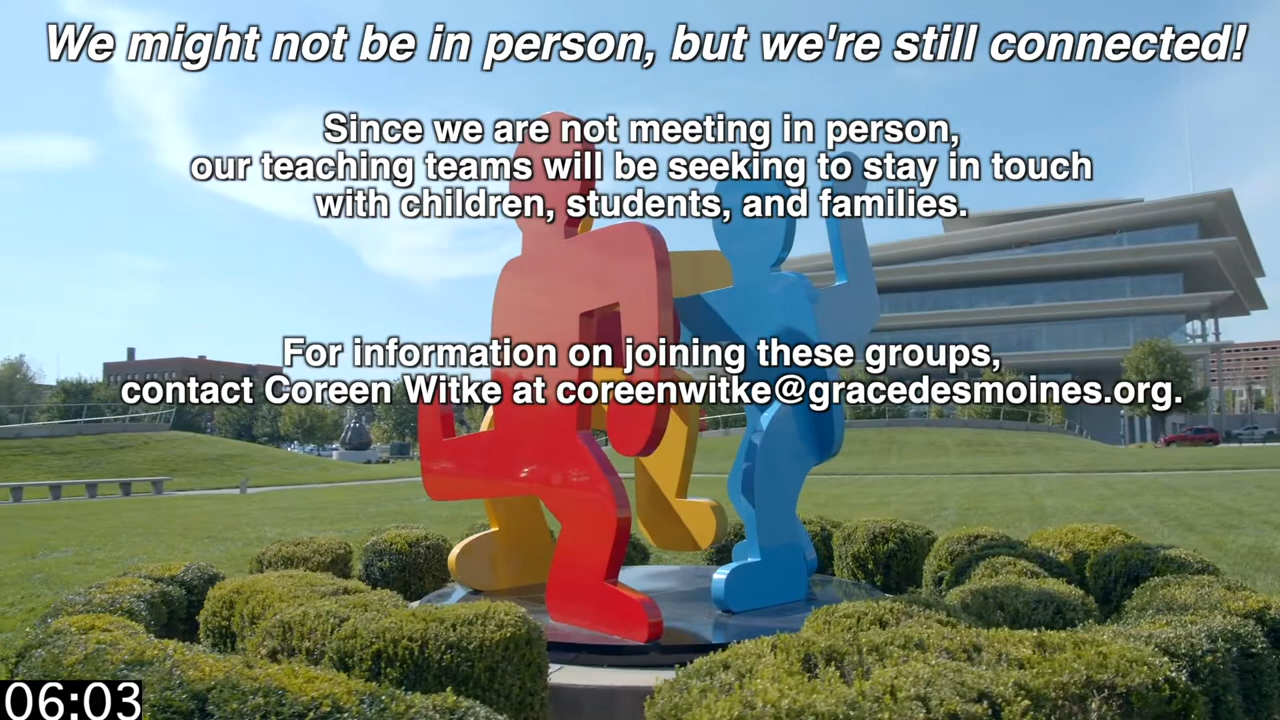 We might not be in person, but we're still connected!
Since we are not meeting in person,
our teaching teams will be seeking to stay in touch
with children, students, and families.
For information on joining these groups,
contact Coreen Witke at coreenwitke@gracedesmoines.org.
06:03